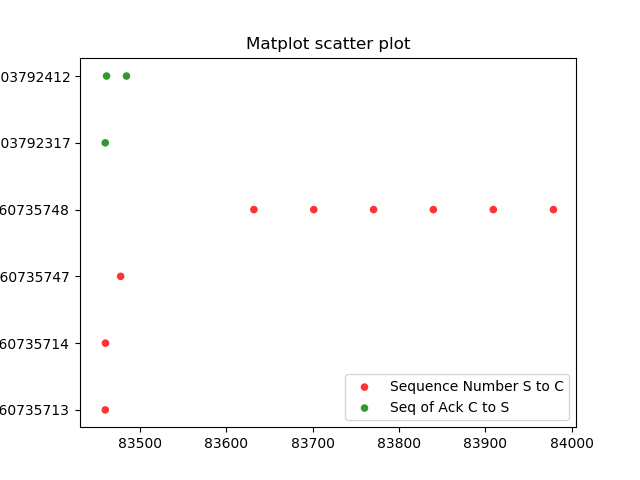 Matplot scatter plot
03792412
03792317
60735748
60735747
60735714
60735713
Sequence Number S to C
Seq of Ack C to S
83500 83600 83700 83800 83900 84000